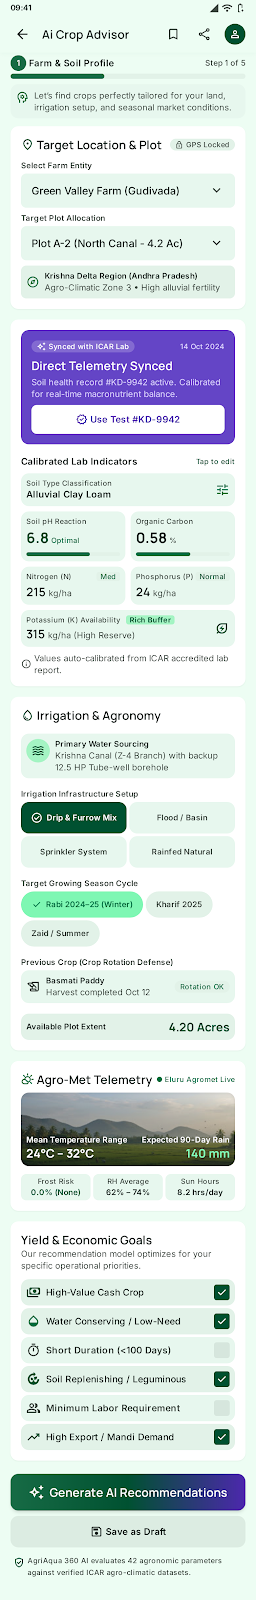 09:41
Ai Crop Advisor
1 Farm & Soil Profile Step 1 of 5
Let's find crops perfectly tailored for your land,
irrigation setup, and seasonal market conditions.
Target Location & Plot GPS Locked
Select Farm Entity
Green Valley Farm (Gudivada)
Target Plot Allocation
Plot A-2 (North Canal - 4.2 Ac)
Krishna Delta Region (Andhra Pradesh)
Agro-Climatic Zone 3 • High alluvial fertility
Synced with ICAR Lab 14 Oct 2024
Direct Telemetry Synced
Soil health record #KD-9942 active. Calibrated
for real-time macronutrient balance.
Use Test #KD-9942
Calibrated Lab Indicators Tap to edit
Soil Type Classification
Alluvial Clay Loam
Soil pH Reaction Organic Carbon
6.8 Optimal 0.58 %
Nitrogen (N) Med Phosphorus (P) Normal
215 kg/ha 24 kg/ha
Potassium (K) Availability Rich Buffer
315 kg/ha (High Reserve)
Values auto-calibrated from ICAR accredited lab
report.
Irrigation & Agronomy
Primary Water Sourcing
Krishna Canal (Z-4 Branch) with backup
12.5 HP Tube-well borehole
Irrigation Infrastructure Setup
Drip & Furrow Mix Flood / Basin
Sprinkler System Rainfed Natural
Target Growing Season Cycle
Rabi 2024–25 (Winter) Kharif 2025
Zaid / Summer
Previous Crop (Crop Rotation Defense)
Basmati Paddy
Harvest completed Oct 12 Rotation OK
Available Plot Extent 4.20 Acres
Agro-Met Telemetry Eluru Agromet Live
Mean Temperature Range Expected 90-Day Rain
24°C – 32°C 140 mm
Frost Risk RH Average Sun Hours
0.0% (None) 62% – 74% 8.2 hrs/day
Yield & Economic Goals
Our recommendation model optimizes for your
specific operational priorities.
High-Value Cash Crop
Water Conserving / Low-Need
Short Duration (<100 Days)
Soil Replenishing / Leguminous
Minimum Labor Requirement
High Export / Mandi Demand
Generate AI Recommendations
Save as Draft
AgriAqua 360 AI evaluates 42 agronomic parameters
against verified ICAR agro-climatic datasets.